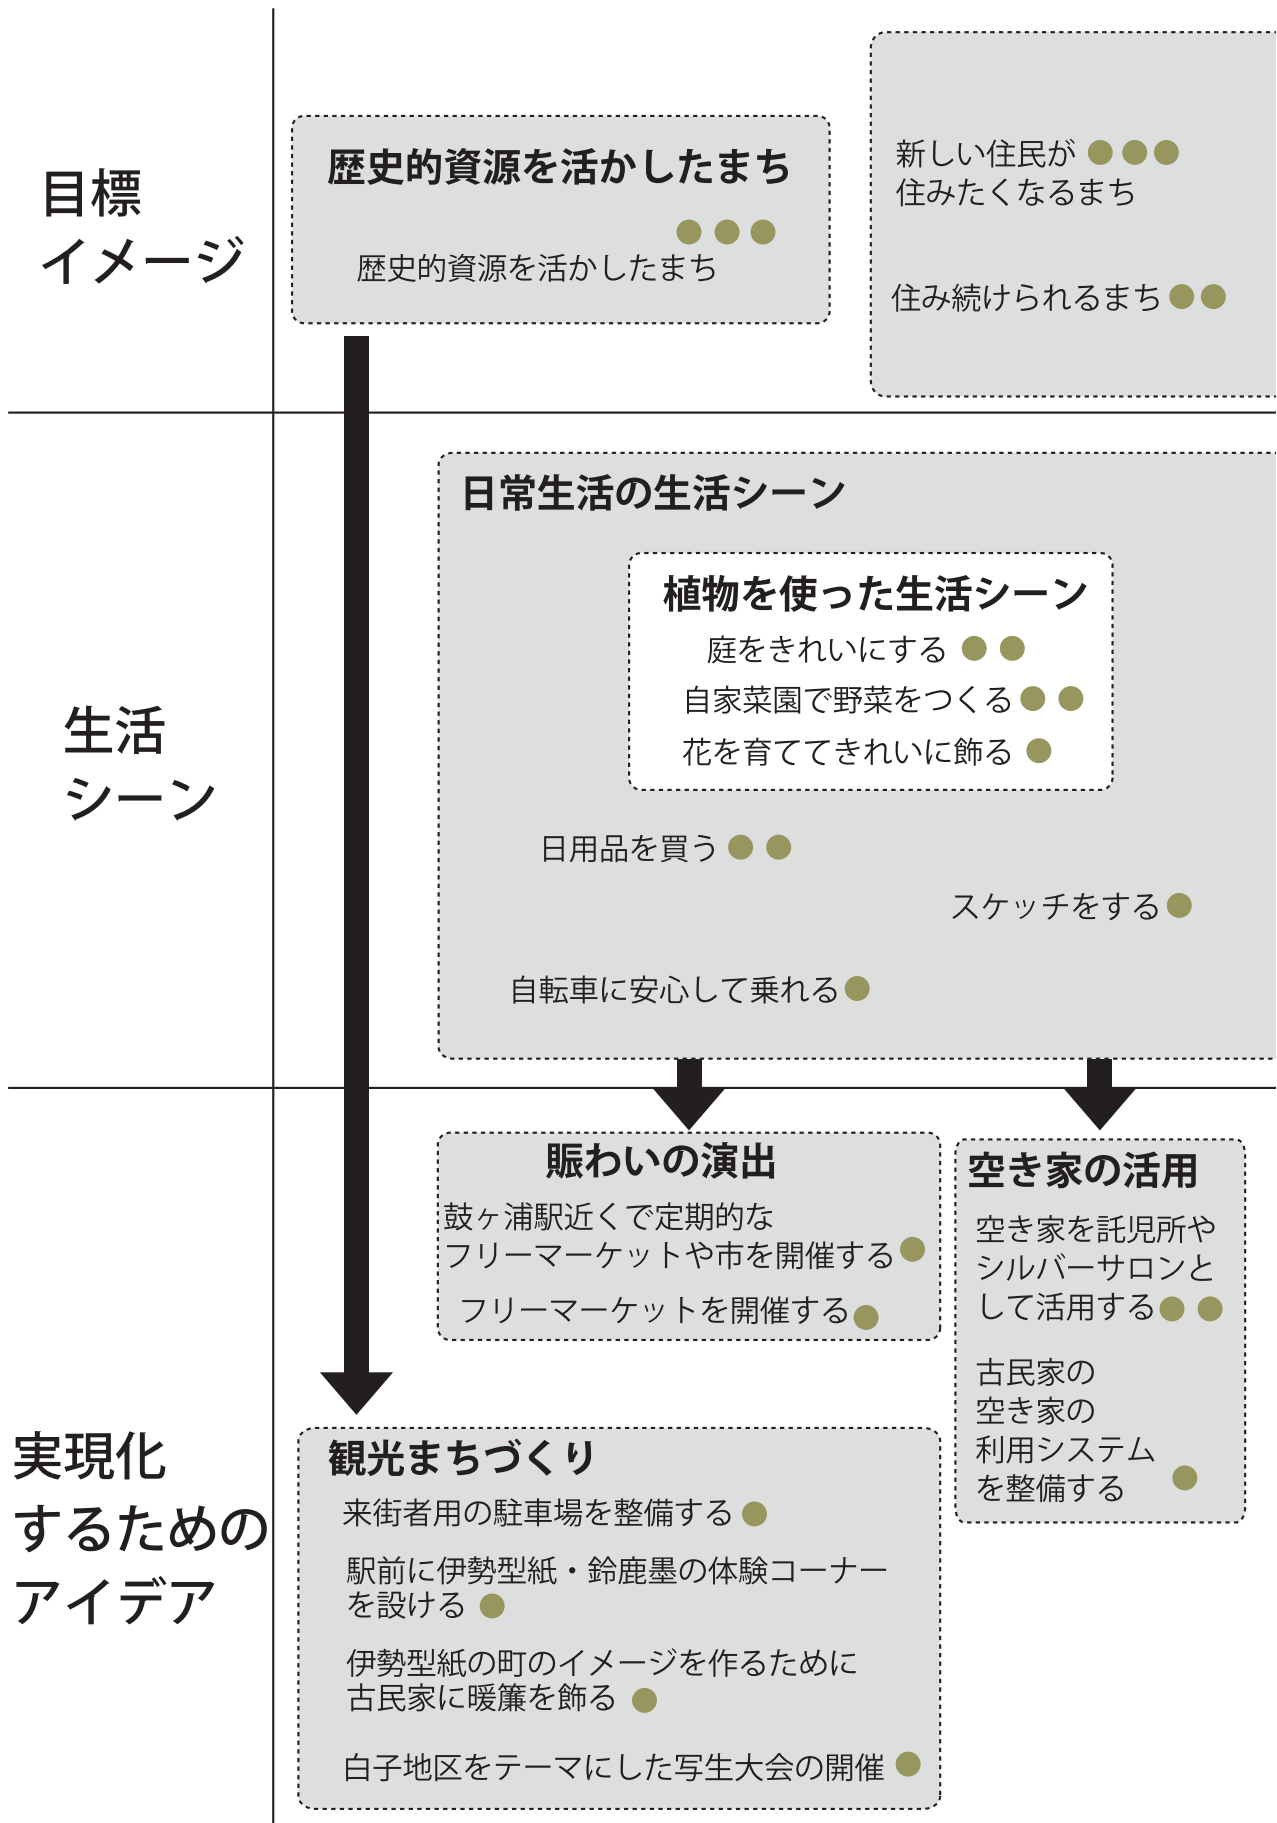 目標
イメージ
歴史的資源を活かしたまち
歴史的資源を活かしたまち
新しい住民が
住みたくなるまち
住み続けられるまち
生活
シーン
日常生活の生活シーン
植物を使った生活シーン
庭をきれいにする
自家菜園で野菜をつくる
花を育ててきれいに飾る
日用品を買う
スケッチをする
自転車に安心して乗れる
実現化
するための
アイデア
賑わいの演出
鼓ヶ浦駅近くで定期的な
フリーマーケットや市を開催する
フリーマーケットを開催する
空き家の活用
空き家を託児所や
シルバーサロンと
して活用する
古民家の
空き家の
利用システム
を整備する
観光まちづくり
来街者用の駐車場を整備する
駅前に伊勢型紙・鈴鹿墨の体験コーナー
を設ける
伊勢型紙の町のイメージを作るために
古民家に暖簾を飾る
白子地区をテーマにした写生大会の開催